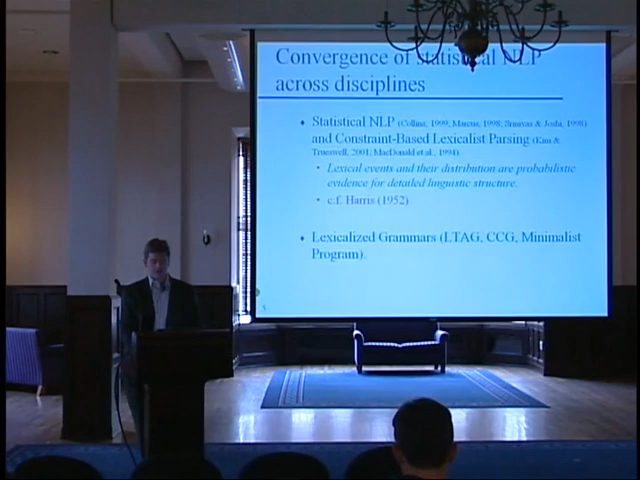 Convergence of statistical NLP
across disciplines
Statistical NLP (Collins, 1999; Marcus, 1998; Srinivas & Joshi, 1998)
and Constraint-Based Lexicalist Parsing (Kim &
Trueswell, 2001; MacDonald et al., 1994).
Lexical events and their distribution are probabilistic
evidence for detailed linguistic structure.
c.f. Harris (1952)
Lexicalized Grammars (LTAG, CCG, Minimalist
Program).